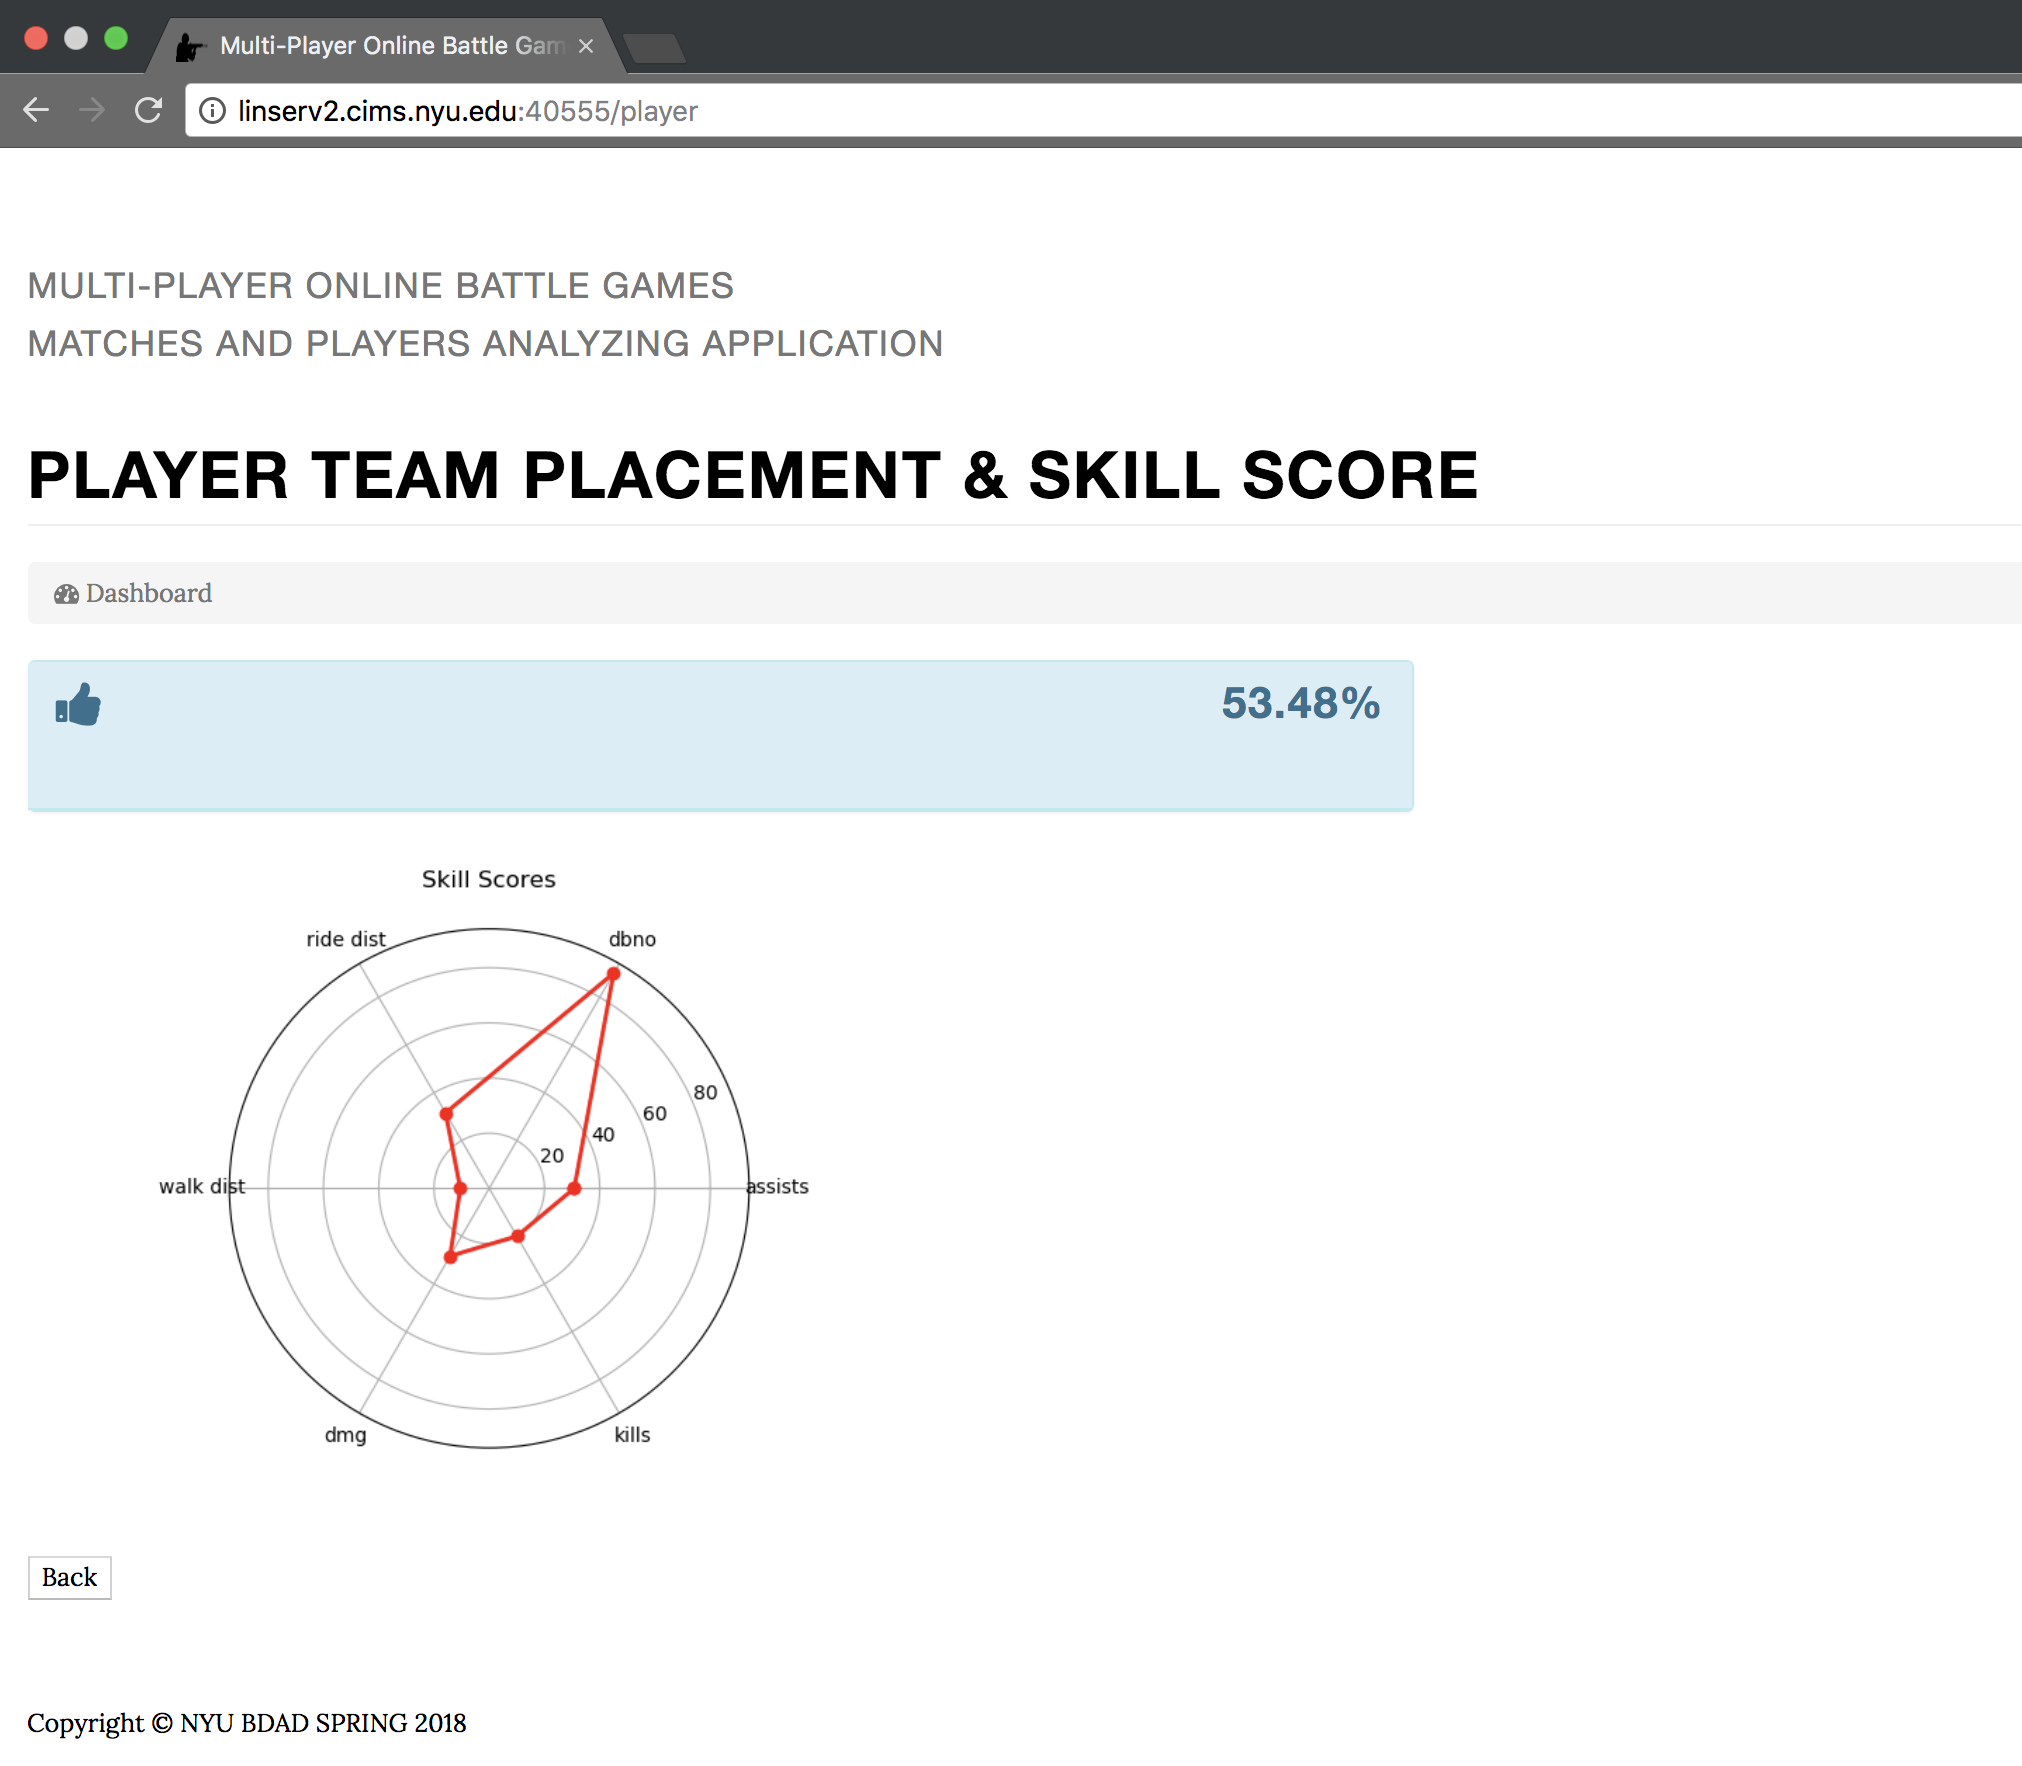 Multi-Player Online Battle Gam
linserv2.cims.nyu.edu:40555/player
MULTI-PLAYER ONLINE BATTLE GAMES
MATCHES AND PLAYERS ANALYZING APPLICATION
PLAYER TEAM PLACEMENT & SKILL SCORE
Dashboard
53.48%
Skill Scores
ride dist
dbno
80
60
40
20
walk dist
assists
dmg
kills
Back
Copyright © NYU BDAD SPRING 2018